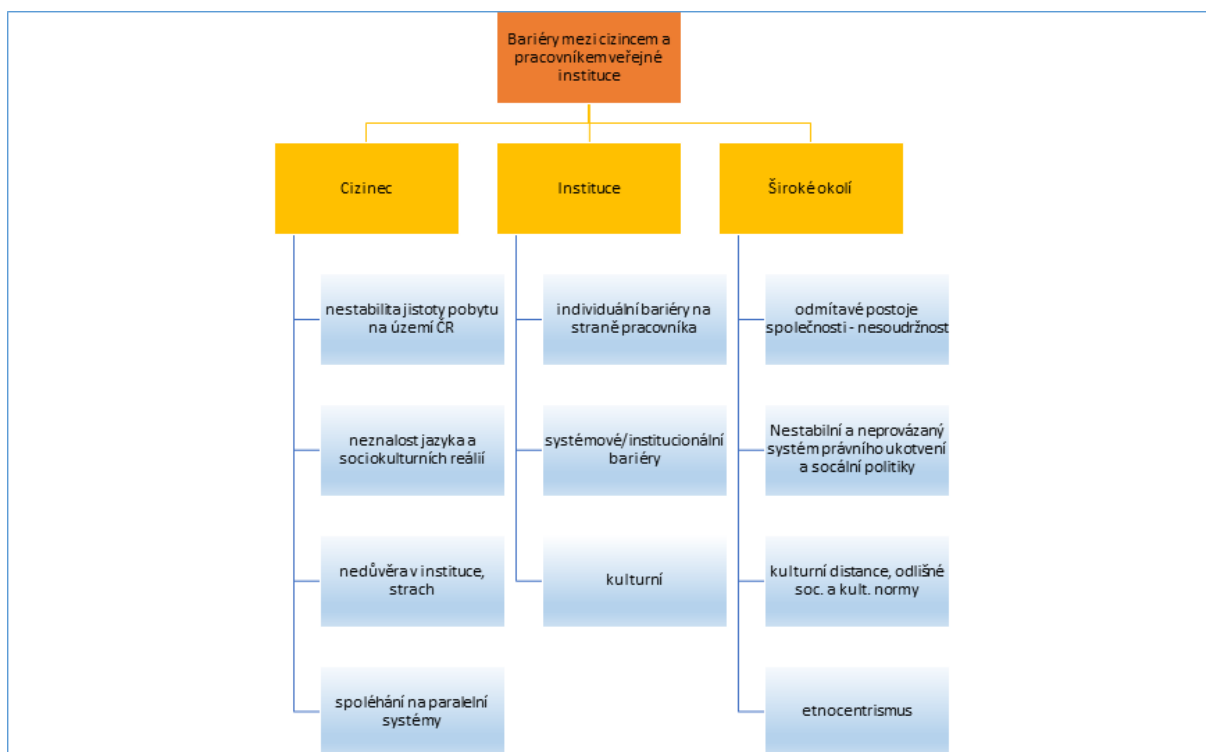 Bariéry mezi cizincem a
pracovníkem veřejné
instituce
Cizinec
Instituce
Široké okolí
nestabilita jistoty pobytu
na území ČR
individuální bariéry na
straně pracovníka
odmítavé postoje
společnosti - nesoudržnost
neznalost jazyka a
sociokulturních reálií
systémové/institucionální
bariéry
Nestabilní a neprovázaný
systém právního ukotvení
a socální politiky
nedůvěra v instituce,
strach
kulturní
kulturní distance, odlišné
soc. a kult. normy
spoléhání na paralelní
systémy
etnocentrismus